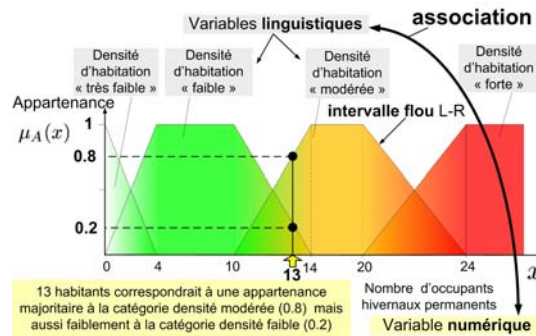 Variables linguistiques
association
Densité
d'habitation
« très faible »
Densité
d'habitation
« faible »
Densité
d'habitation
« modérée »
Densité
d'habitation
« forte »
Appartenance
μA(x)
intervalle flou L-R
1
0.8
0.2
0
4
10
13
14
20
24
x
13 habitants correspondrait à une appartenance
majoritaire à la catégorie densité modérée (0.8) mais
aussi faiblement à la catégorie densité faible (0.2)
Nombre d'occupants
hivernaux permanents
Variable numérique